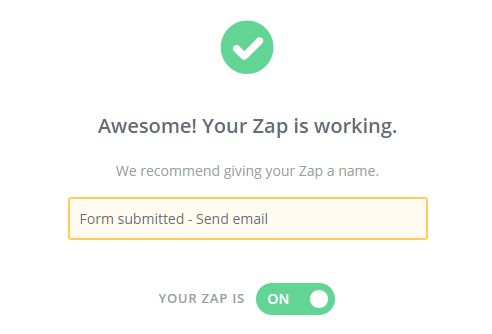 Awesome! Your Zap is working.
We recommend giving your Zap a name.
Form submitted - Send email
YOUR ZAP IS ON